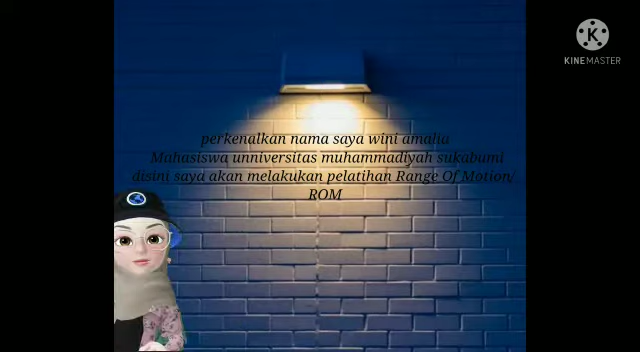 K
KINEMASTER
perkenalkan nama saya wini amalia
Mahasiswa unniversitas muhammadiyah sukabumi
disini saya akan melakukan pelatihan Range Of Motion/
ROM